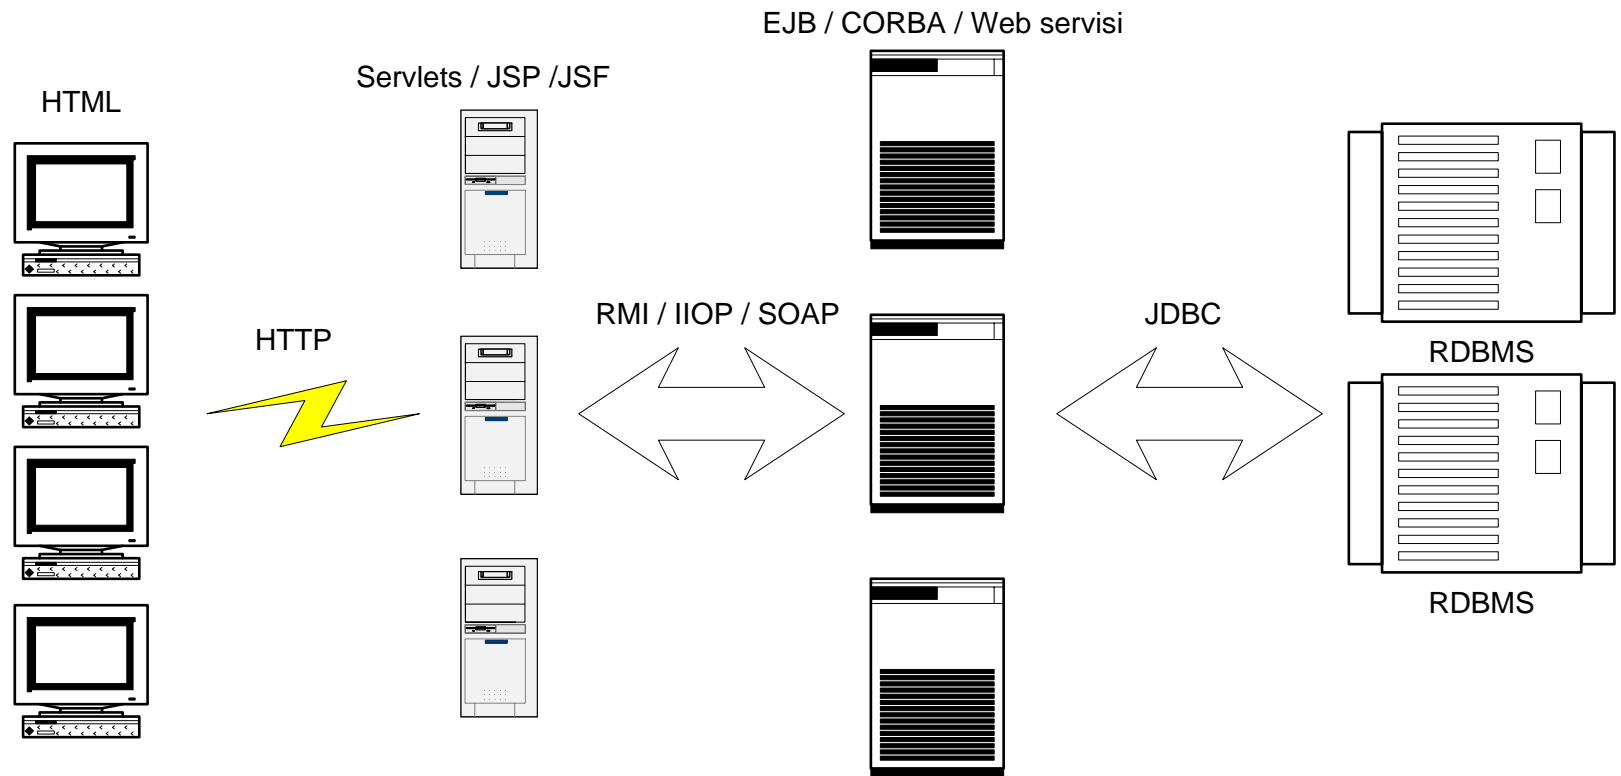 EJB / CORBA / Web servisi
Servlets / JSP /JSF
HTML
RMI / IIOP / SOAP
JDBC
HTTP
RDBMS
RDBMS